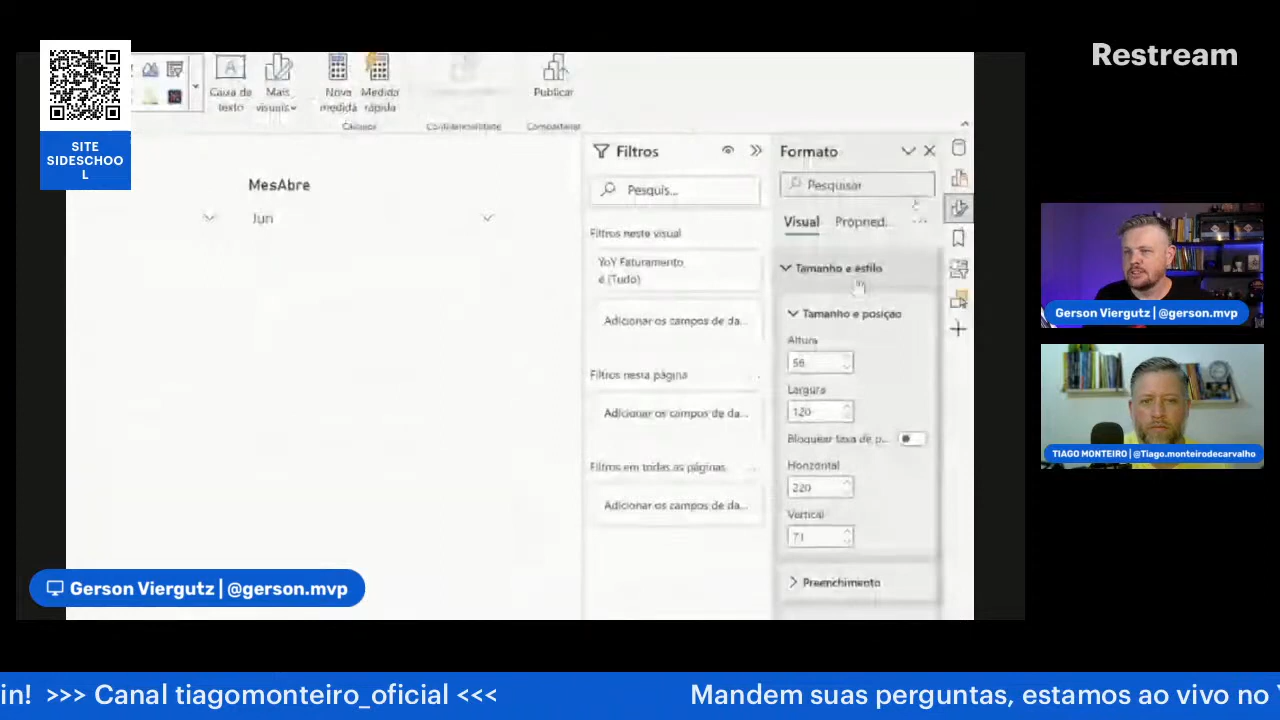 Restream
SITE
SIDESCHOO
L
Caixa de
texto
Mais
visuais
Nova
medida
Medida
rápida
Cálculos
Publicar
Compartilhar
MesAbre
Jun
Filtros
Pesquis...
Filtros neste visual
YoY Faturamento
é (Tudo)
Adicionar os campos de da...
Filtros nesta página
Adicionar os campos de da...
Filtros em todas as páginas
Adicionar os campos de da...
Formato
Pesquisar
Visual
Propried...
Tamanho e estilo
Tamanho e posição
Altura
56
Largura
120
Bloquear taxa de p...
Horizontal
220
Vertical
71
Preenchimento
Gerson Viergutz | @gerson.mvp
TIAGO MONTEIRO | @Tiago.monteirodecarvalho
Gerson Viergutz | @gerson.mvp
in! >>> Canal tiagomonteiro_oficial <<<
Mandem suas perguntas, estamos ao vivo no